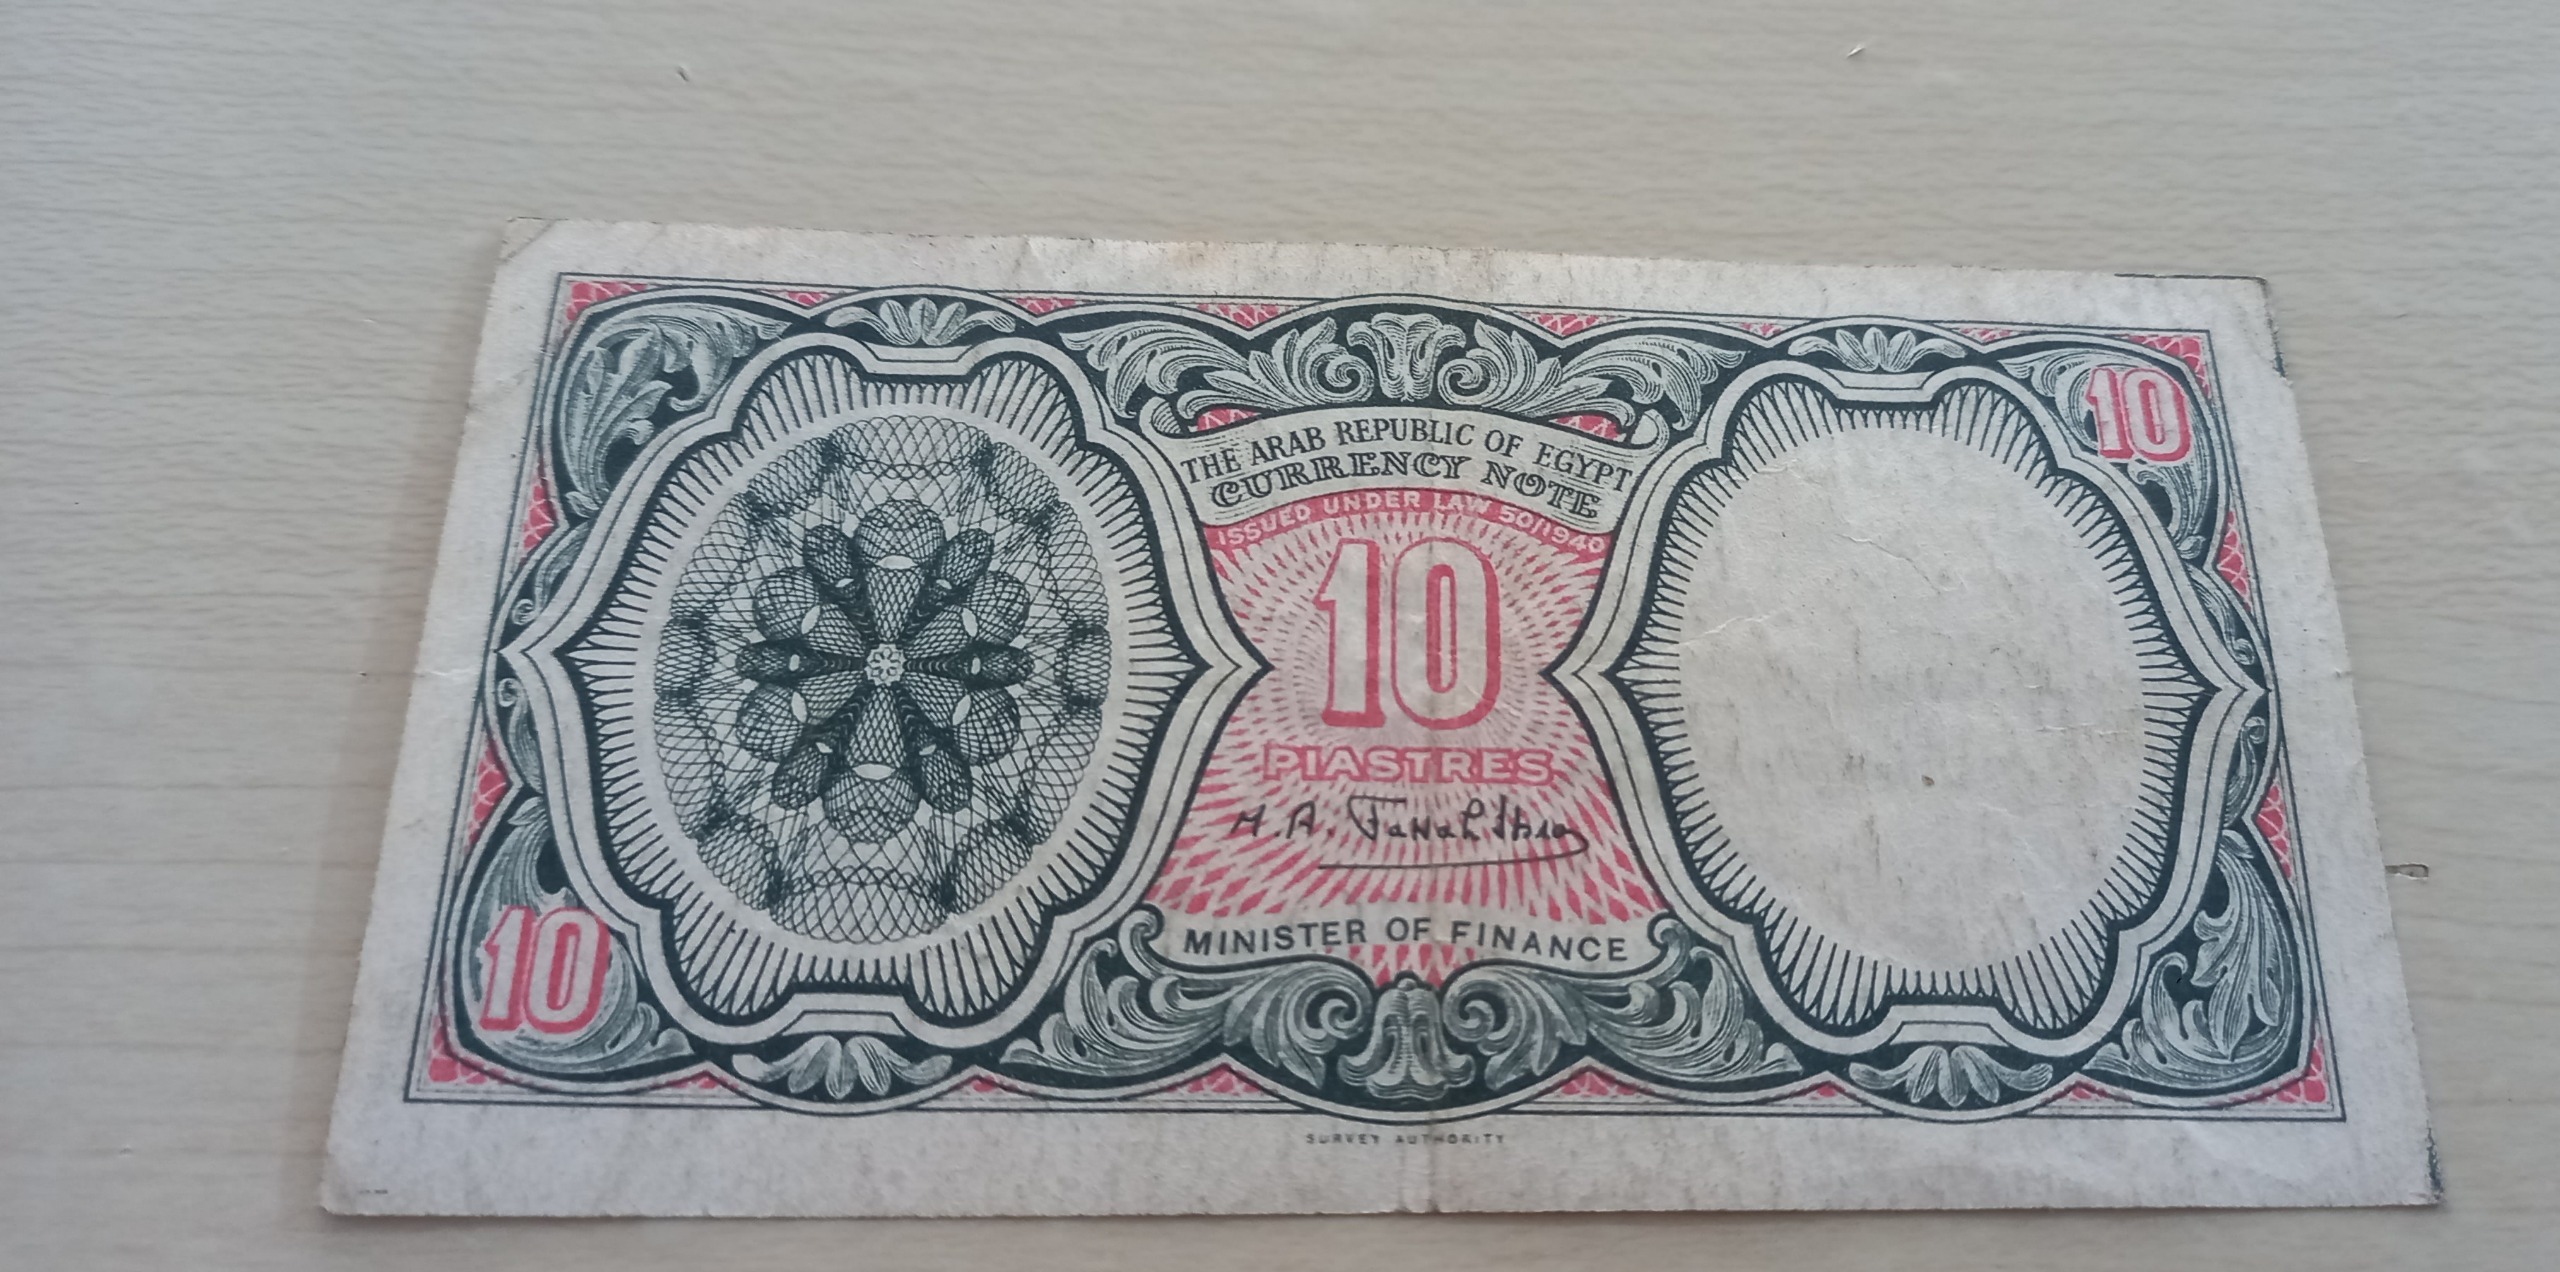 THE ARAB REPUBLIC OF EGYPT
CURRENCY NOTE
ISSUED UNDER LAW 50/1940
10
10
PIASTRES
M. A. Fattah
MINISTER OF FINANCE
10
SURVEY AUTHORITY